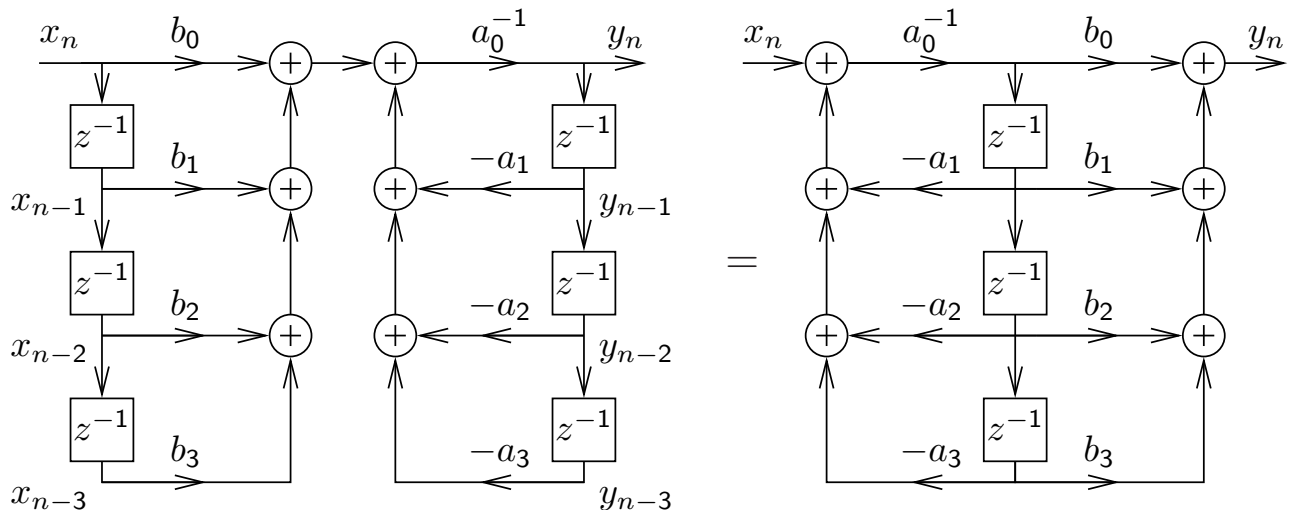 x_n b_0 + + a_0^{-1} y_n x_n + a_0^{-1} b_0 + y_n
z^{-1} z^{-1} z^{-1}
b_1 -a_1 -a_1 b_1
x_{n-1} + + y_{n-1} + +
z^{-1} z^{-1} = z^{-1}
b_2 -a_2 -a_2 b_2
x_{n-2} + + y_{n-2} + +
z^{-1} z^{-1} z^{-1}
b_3 -a_3 -a_3 b_3
x_{n-3} y_{n-3}